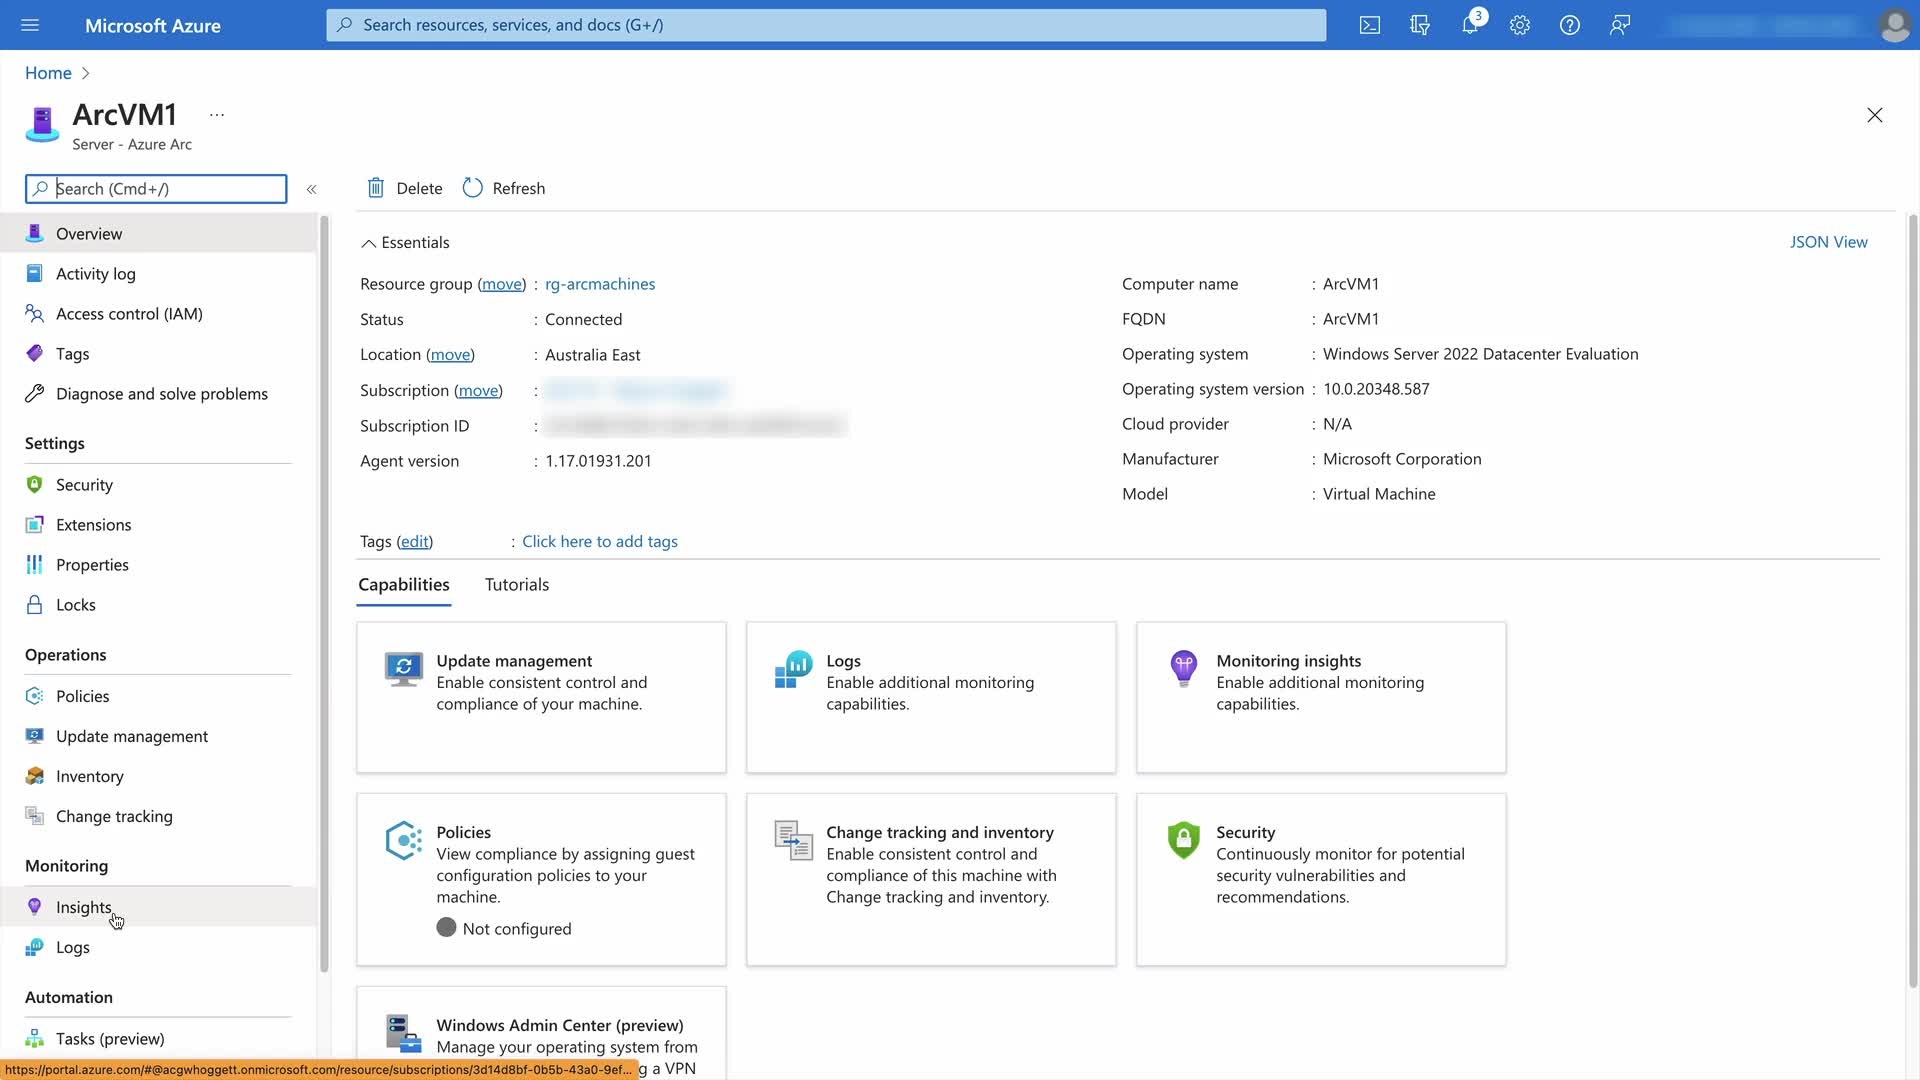 Microsoft Azure
Search resources, services, and docs (G+/)
3
Home
ArcVM1
...
Server - Azure Arc
Search (Cmd+/)
«
Delete
Refresh
Overview
Activity log
Access control (IAM)
Tags
Diagnose and solve problems
Settings
Security
Extensions
Properties
Locks
Operations
Policies
Update management
Inventory
Change tracking
Monitoring
Insights
Logs
Automation
Tasks (preview)
Essentials
JSON View
Resource group (move) : rg-arcmachines
Status : Connected
Location (move) : Australia East
Subscription (move) :
Subscription ID :
Agent version : 1.17.01931.201
Computer name : ArcVM1
FQDN : ArcVM1
Operating system : Windows Server 2022 Datacenter Evaluation
Operating system version : 10.0.20348.587
Cloud provider : N/A
Manufacturer : Microsoft Corporation
Model : Virtual Machine
Tags (edit) : Click here to add tags
Capabilities
Tutorials
Update management
Enable consistent control and
compliance of your machine.
Logs
Enable additional monitoring
capabilities.
Monitoring insights
Enable additional monitoring
capabilities.
Policies
View compliance by assigning guest
configuration policies to your
machine.
Not configured
Change tracking and inventory
Enable consistent control and
compliance of this machine with
Change tracking and inventory.
Security
Continuously monitor for potential
security vulnerabilities and
recommendations.
Windows Admin Center (preview)
Manage your operating system from
g a VPN
https://portal.azure.com/#@acgwhoggett.onmicrosoft.com/resource/subscriptions/3d14d8bf-0b5b-43a0-9ef...